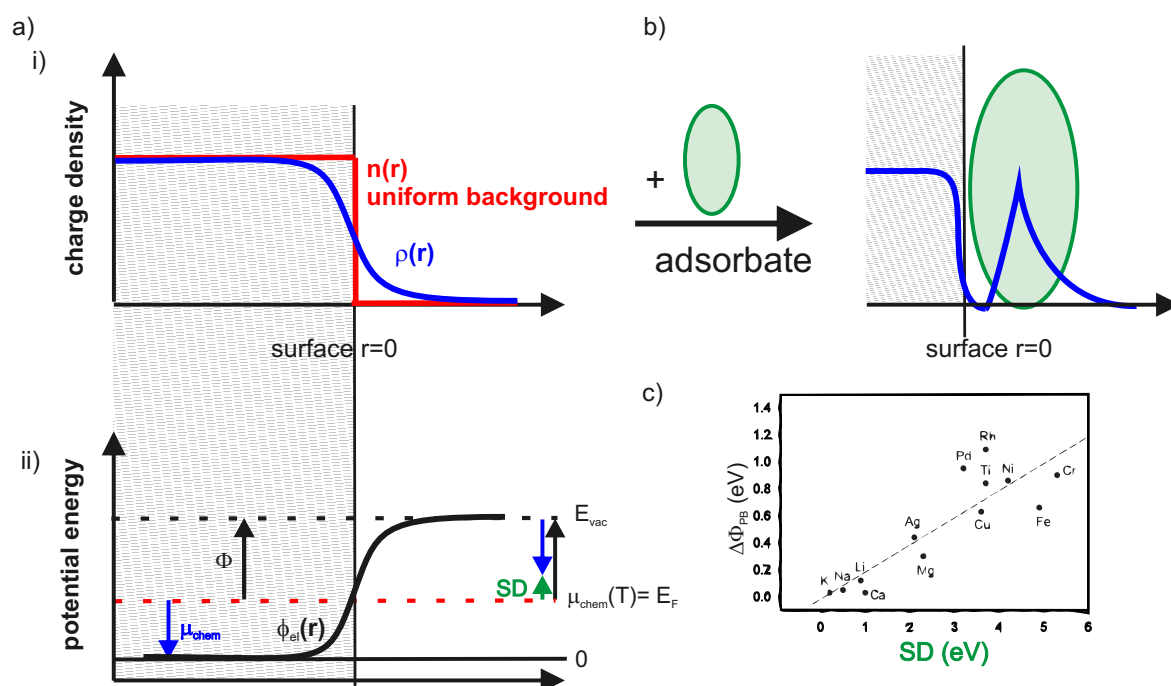 a)
i)
charge density
n(r)
uniform background
ρ(r)
surface r=0
b)
+
adsorbate
surface r=0
ii)
potential energy
E_vac
Φ
SD
μ_chem(T)= E_F
μ_chem
ϕ_el(r)
0
c)
ΔΦ_PB (eV)
1.4
1.2
1.0
0.8
0.6
0.4
0.2
0.0
Rh
Pd
Ti
Ni
Cr
Cu
Fe
Ag
Mg
Li
K
Na
Ca
0 1 2 3 4 5 6
SD (eV)